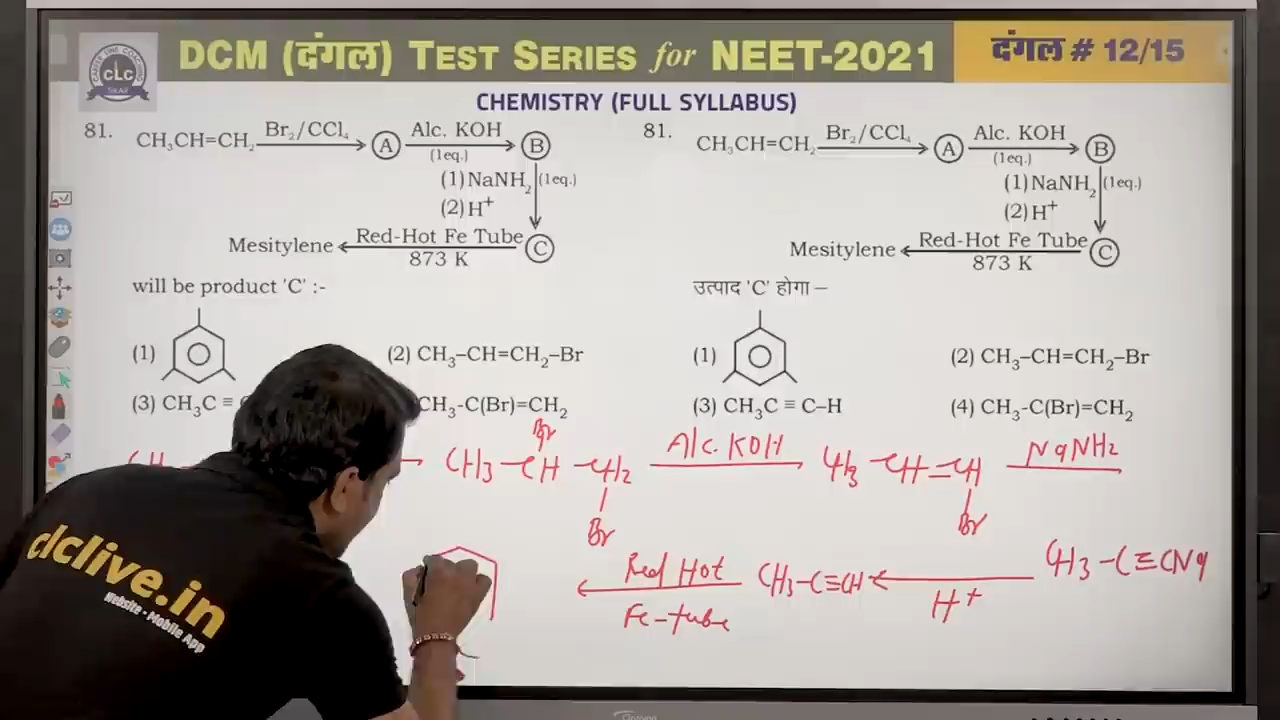 DCM (दंगल) TEST SERIES for NEET-2021
दंगल # 12/15
CLC
SIKAR
CHEMISTRY (FULL SYLLABUS)
81. CH₃CH=CH₂ Br₂/CCl₄ A Alc. KOH (1eq.) B
(1) NaNH₂ (1eq.)
(2) H⁺
Mesitylene Red-Hot Fe Tube 873 K C
will be product 'C' :-
(1)
(2) CH₃–CH=CH₂–Br
(3) CH₃C ≡
CH₃-C(Br)=CH₂
81. CH₃CH=CH₂ Br₂/CCl₄ A Alc. KOH (1eq.) B
(1) NaNH₂ (1eq.)
(2) H⁺
Mesitylene Red-Hot Fe Tube 873 K C
उत्पाद 'C' होगा –
(1)
(2) CH₃–CH=CH₂–Br
(3) CH₃C ≡ C–H
(4) CH₃-C(Br)=CH₂
Br
CH3 –CH –CH2 Alc. KOH CH3 –CH=CH NaNH2
Br Br
Red Hot CH3–C≡CH H+ CH3 –C≡CNa
Fe-tube
clclive.in
Website • Mobile App